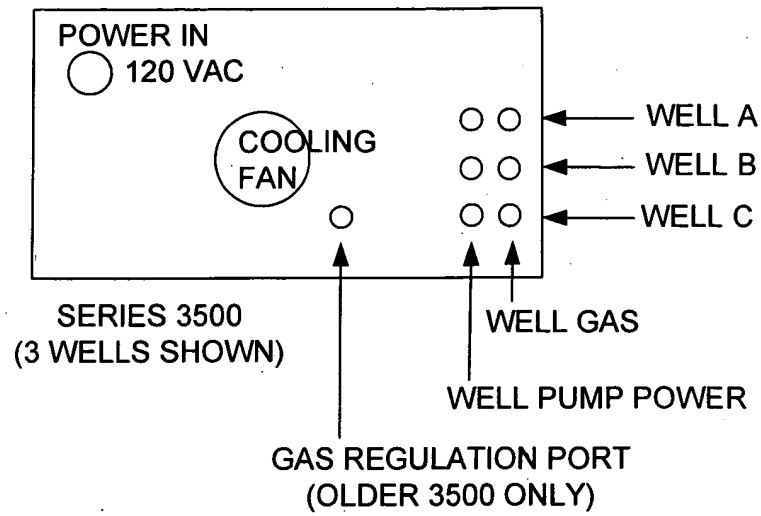 POWER IN
120 VAC
COOLING
FAN
WELL A
WELL B
WELL C
SERIES 3500
(3 WELLS SHOWN)
WELL GAS
WELL PUMP POWER
GAS REGULATION PORT
(OLDER 3500 ONLY)